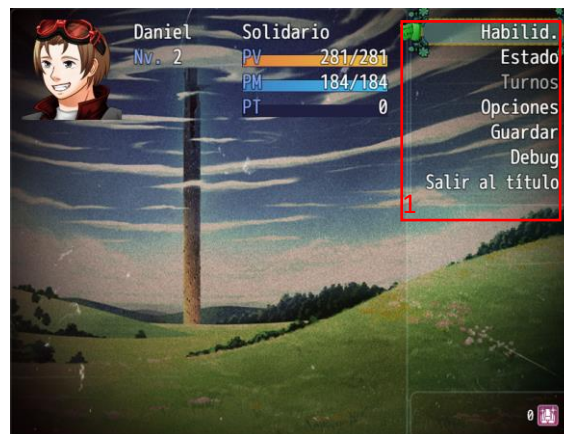 Daniel
Solidario
Nv. 2
PV 281/281
PM 184/184
PT 0
Habilid.
Estado
Turnos
Opciones
Guardar
Debug
Salir al título
1
0